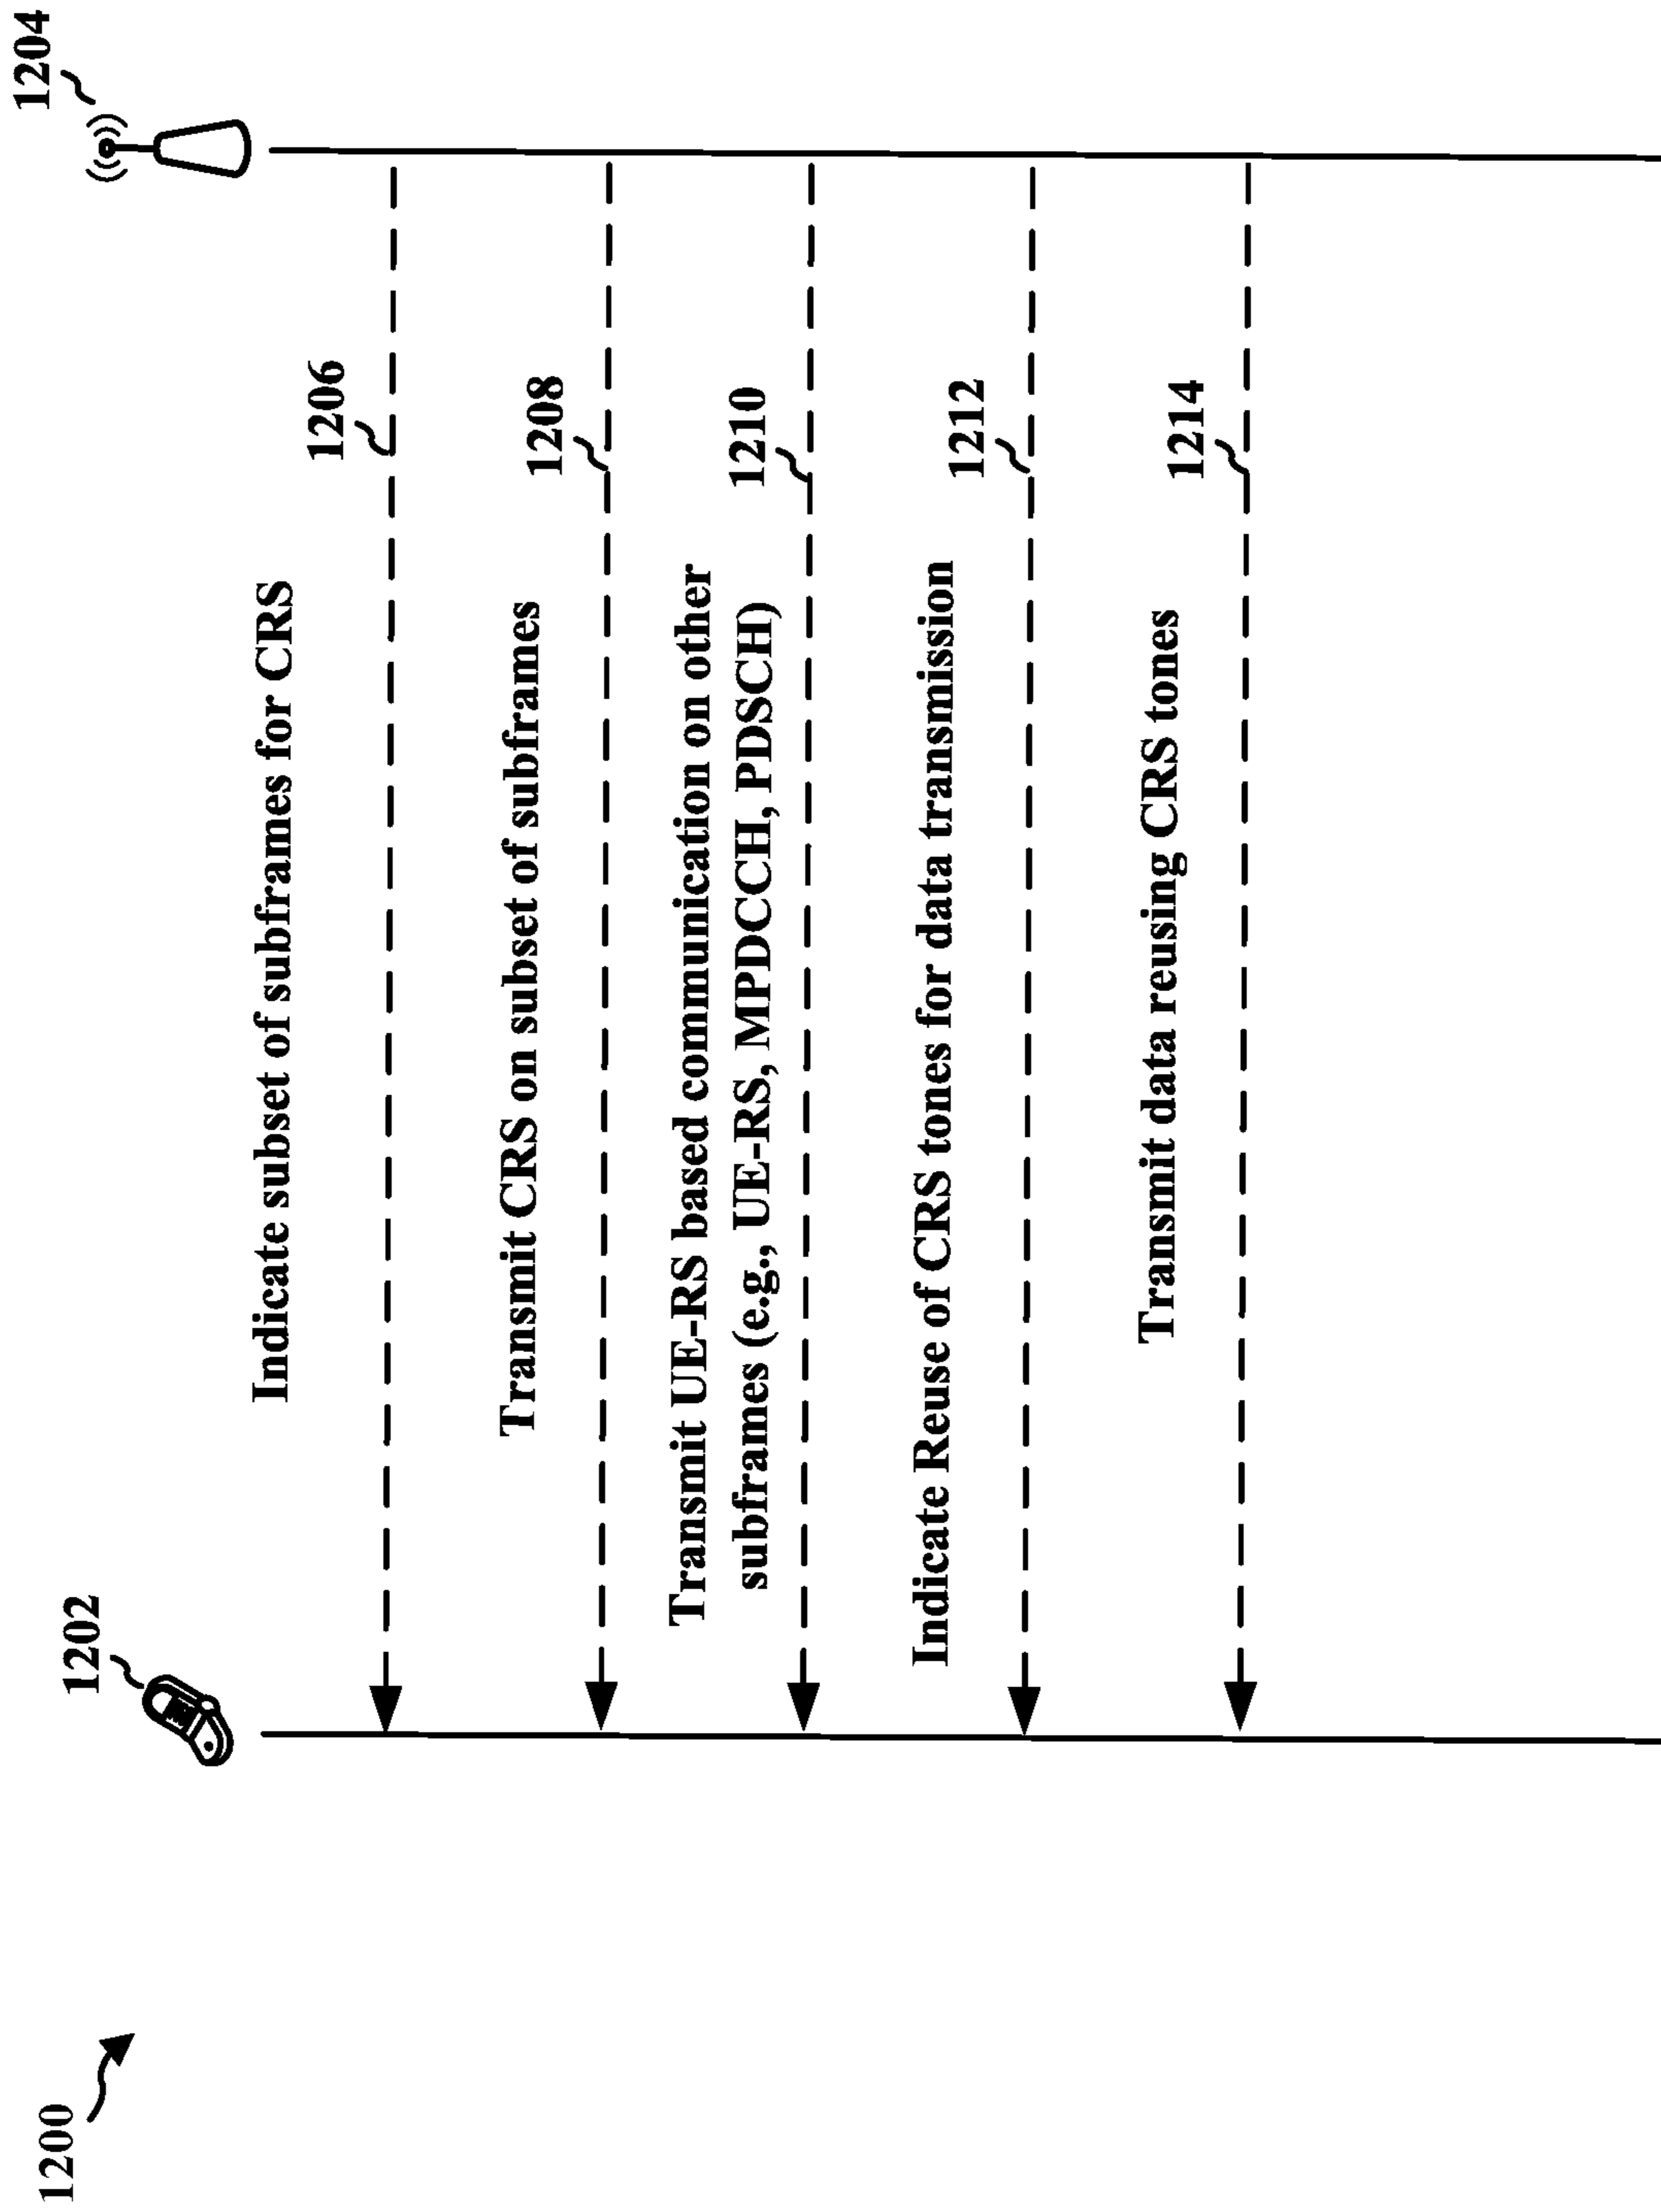 1200
1202
1204
Indicate subset of subframes for CRS
1206
Transmit CRS on subset of subframes
1208
Transmit UE-RS based communication on other
subframes (e.g., UE-RS, MPDCCH, PDSCH)
1210
Indicate Reuse of CRS tones for data transmission
1212
Transmit data reusing CRS tones
1214